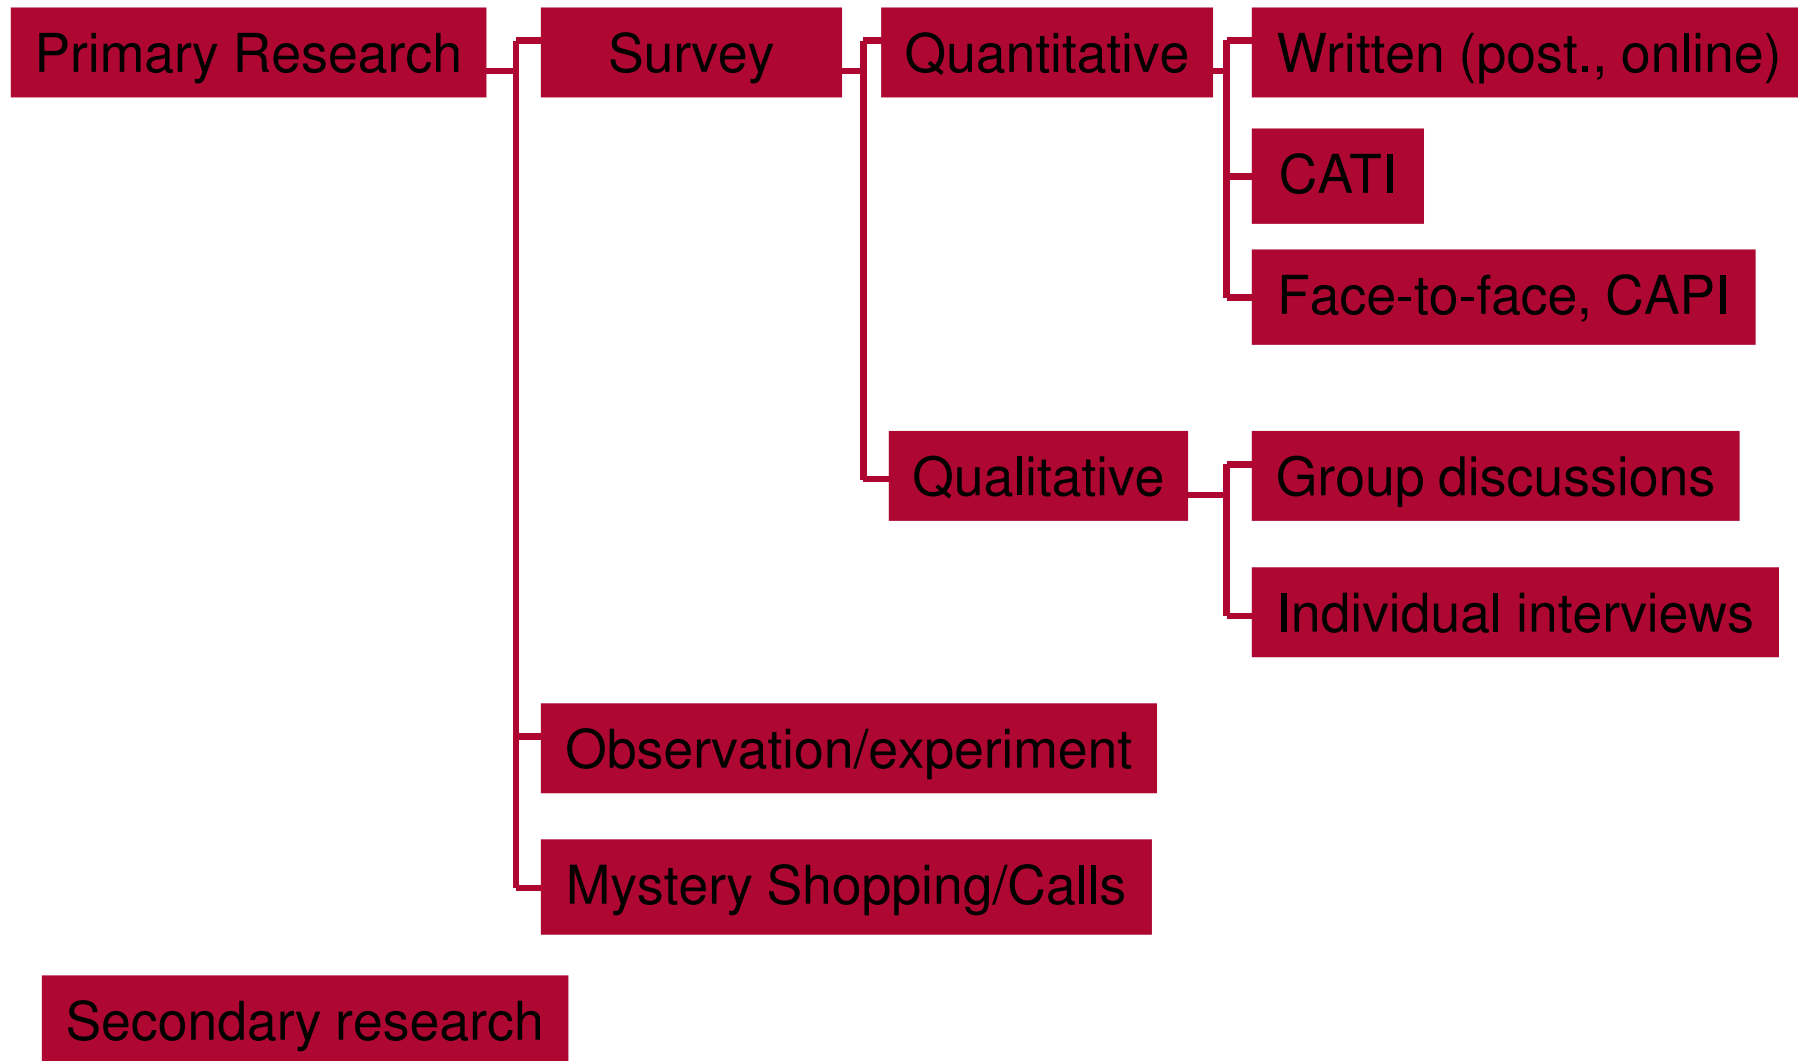 Primary Research
Survey
Quantitative
Written (post., online)
CATI
Face-to-face, CAPI
Qualitative
Group discussions
Individual interviews
Observation/experiment
Mystery Shopping/Calls
Secondary research